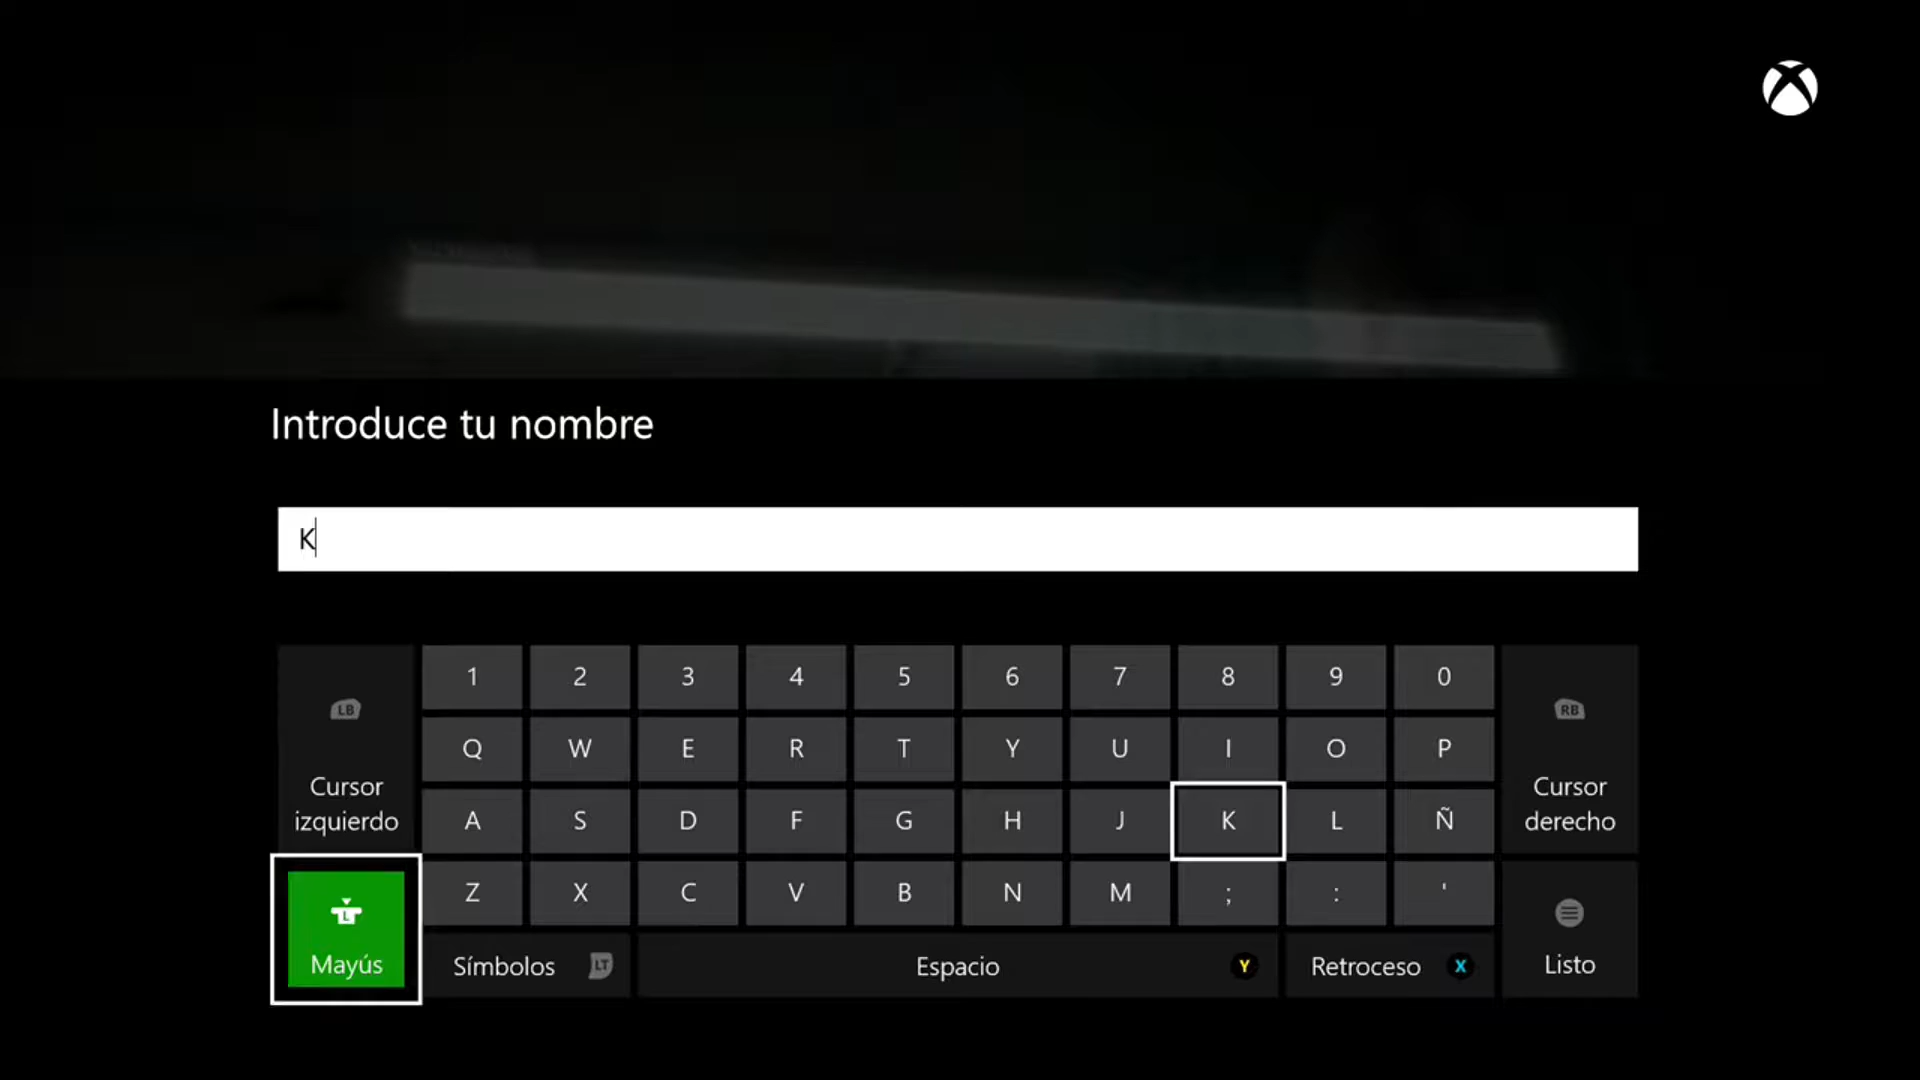 Introduce tu nombre
K
1 2 3 4 5 6 7 8 9 0
LB RB
Q W E R T Y U I O P
Cursor izquierdo
Cursor derecho
A S D F G H J K L Ñ
Z X C V B N M ; : '
L
Mayús
Símbolos LT
Espacio Y
Retroceso X
Listo